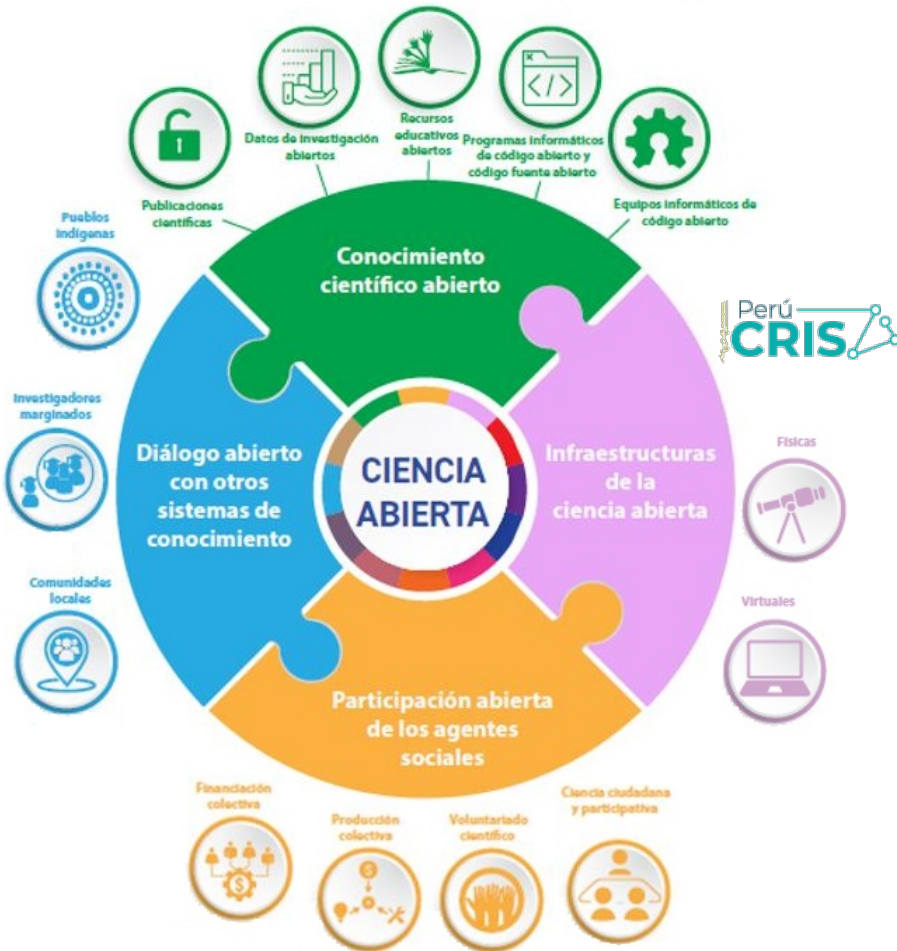 Recursos
educativos
abiertos
Datos de investigación
abiertos
Programas informáticos
de código abierto y
código fuente abierto
Publicaciones
científicas
Equipos informáticos de
código abierto
Pueblos
indígenas
Conocimiento
científico abierto
Perú
CRIS
Investigadores
marginados
Diálogo abierto
con otros
sistemas de
conocimiento
CIENCIA
ABIERTA
Infraestructuras
de la
ciencia abierta
Físicas
Comunidades
locales
Virtuales
Participación abierta
de los agentes
sociales
Financiación
colectiva
Producción
colectiva
Voluntariado
científico
Ciencia ciudadana
y participativa